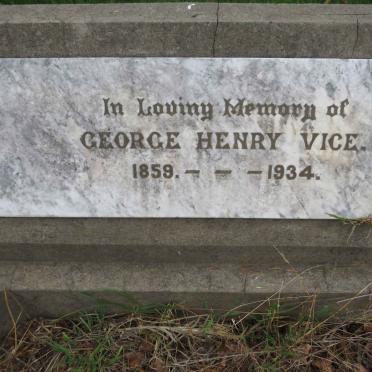 In Loving Memory of
GEORGE HENRY VICE.
1859. – – – 1934.